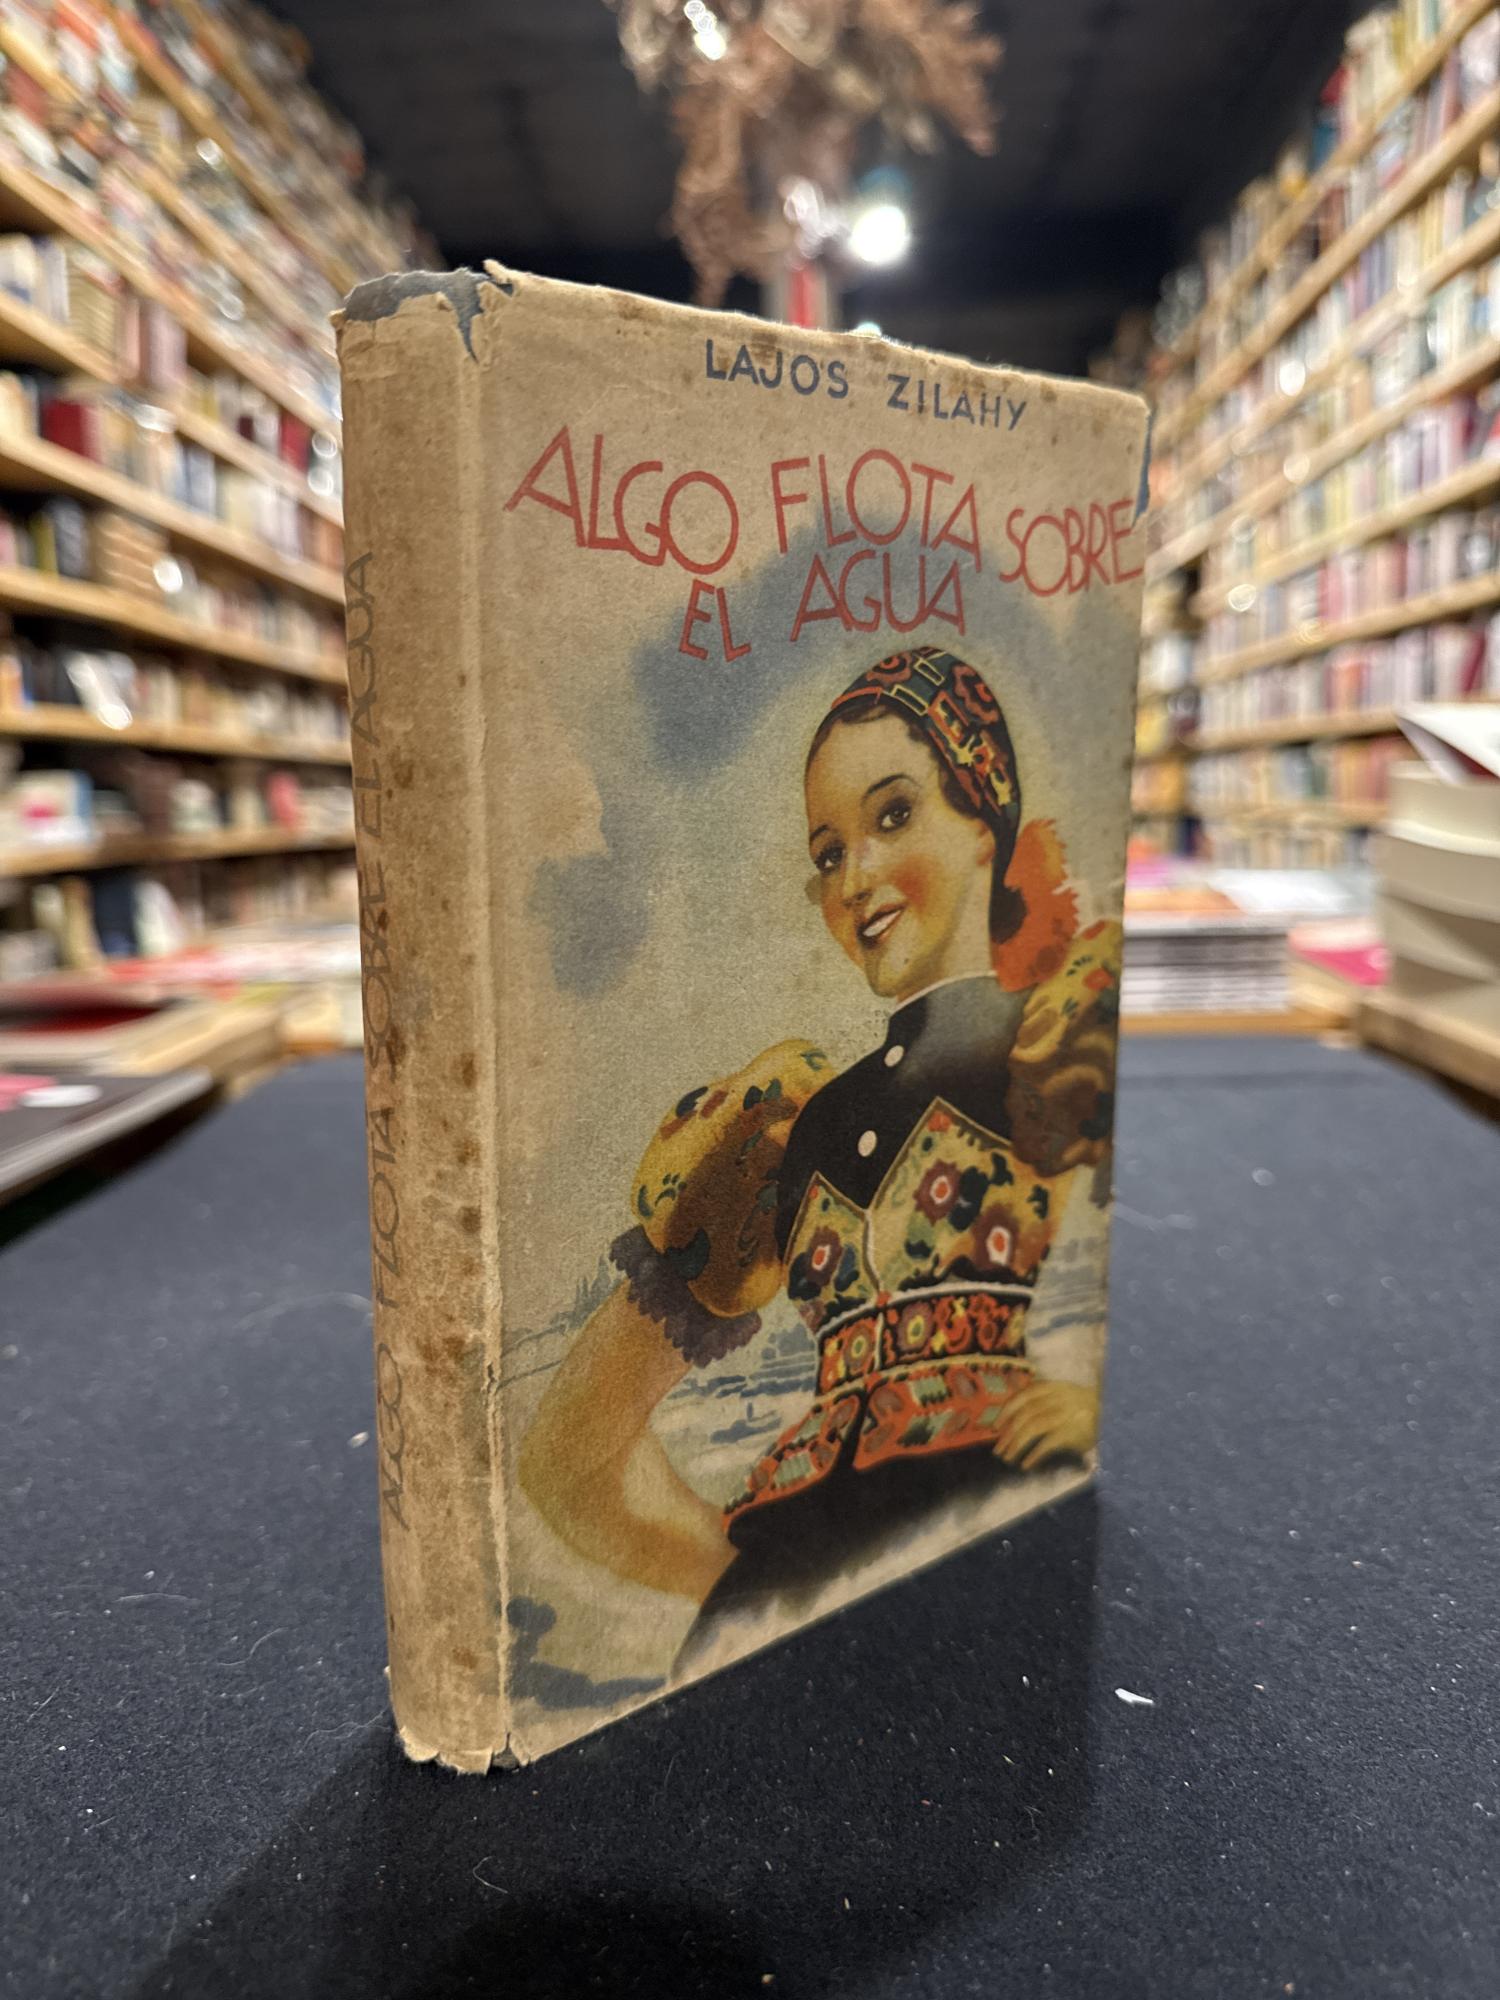 LAJOS ZILAHY
ALGO FLOTA SOBRE
EL AGUA
ALGO FLOTA SOBRE EL AGUA